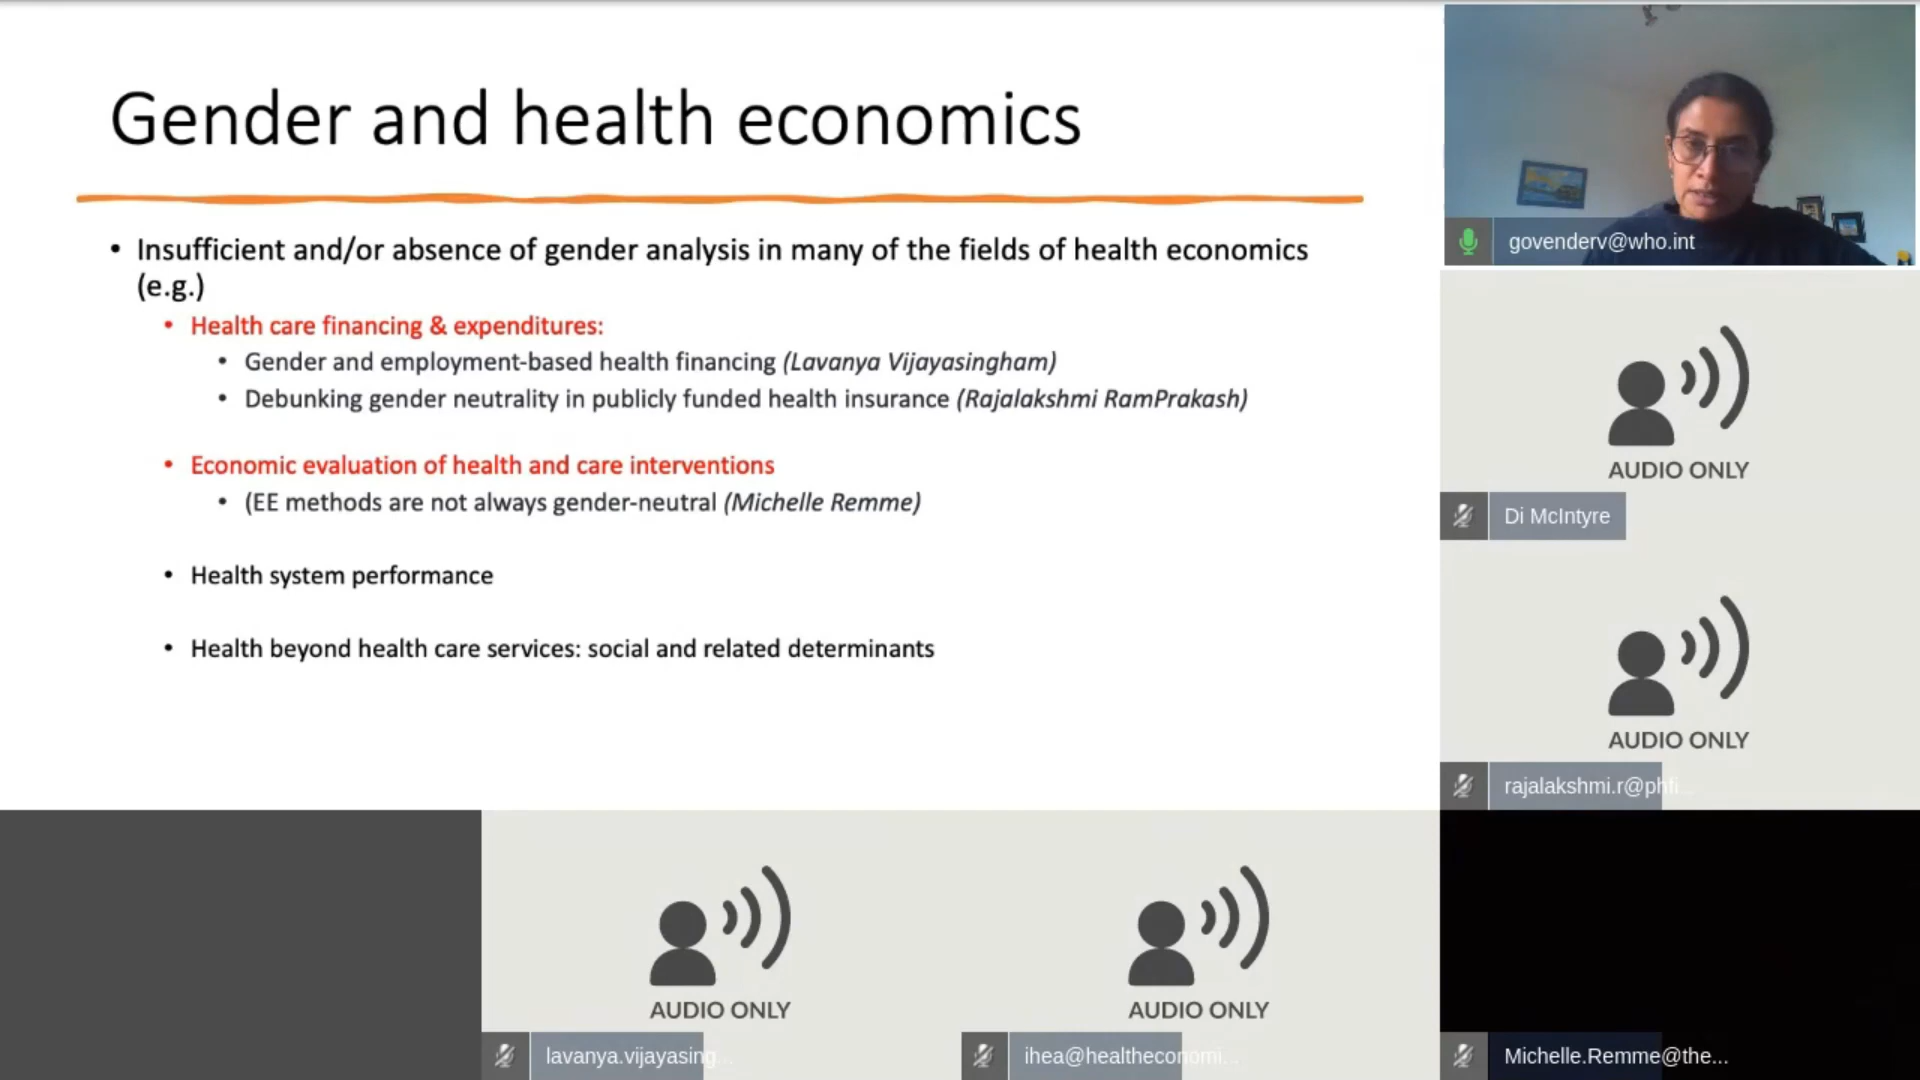 Gender and health economics
• Insufficient and/or absence of gender analysis in many of the fields of health economics
(e.g.)
• Health care financing & expenditures:
• Gender and employment-based health financing (Lavanya Vijayasingham)
• Debunking gender neutrality in publicly funded health insurance (Rajalakshmi RamPrakash)
• Economic evaluation of health and care interventions
• (EE methods are not always gender-neutral (Michelle Remme)
• Health system performance
• Health beyond health care services: social and related determinants
govenderv@who.int
AUDIO ONLY
Di McIntyre
AUDIO ONLY
rajalakshmi.r@phfi...
AUDIO ONLY
lavanya.vijayasing...
AUDIO ONLY
ihea@healtheconomi...
Michelle.Remme@the...